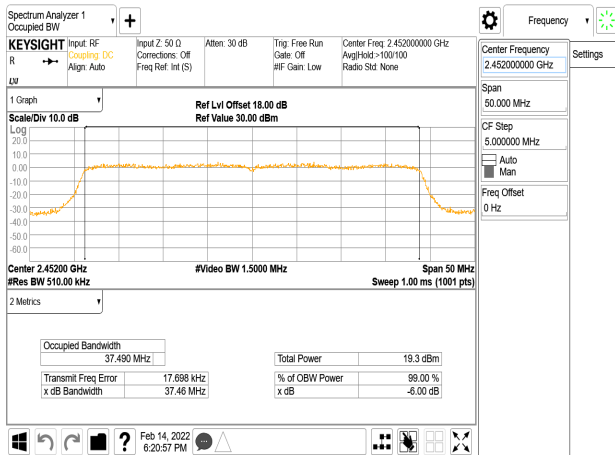 Spectrum Analyzer 1
Occupied BW
Frequency
KEYSIGHT
R
Input: RF
Coupling: DC
Align: Auto
Input Z: 50 Ω
Corrections: Off
Freq Ref: Int (S)
Atten: 30 dB
Trig: Free Run
Gate: Off
#IF Gain: Low
Center Freq: 2.452000000 GHz
Avg|Hold:>100/100
Radio Std: None
Center Frequency
2.452000000 GHz
Settings
Span
50.000 MHz
CF Step
5.000000 MHz
Auto
Man
Freq Offset
0 Hz
1 Graph
Scale/Div 10.0 dB
Ref Lvl Offset 18.00 dB
Ref Value 30.00 dBm
Log
20.0
10.0
0.00
-10.0
-20.0
-30.0
-40.0
-50.0
-60.0
Center 2.45200 GHz
#Res BW 510.00 kHz
#Video BW 1.5000 MHz
Span 50 MHz
Sweep 1.00 ms (1001 pts)
2 Metrics
Occupied Bandwidth
37.490 MHz
Total Power 19.3 dBm
Transmit Freq Error 17.698 kHz
% of OBW Power 99.00 %
x dB Bandwidth 37.46 MHz
x dB -6.00 dB
?
Feb 14, 2022
6:20:57 PM